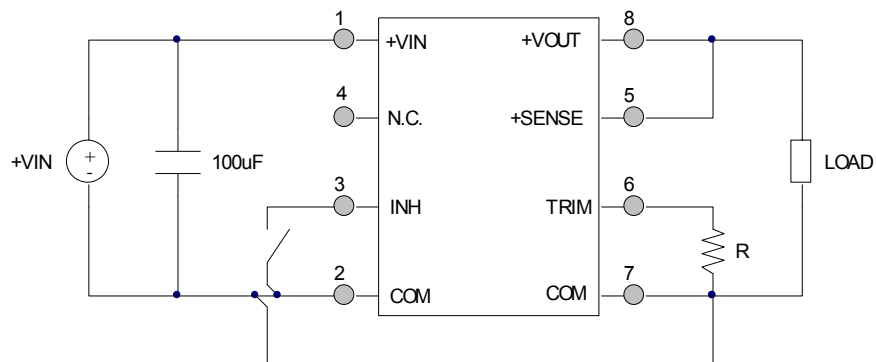 1
+VIN
+VOUT
8
4
N.C.
+SENSE
5
+VIN
+
-
100uF
LOAD
3
INH
TRIM
6
R
2
COM
COM
7